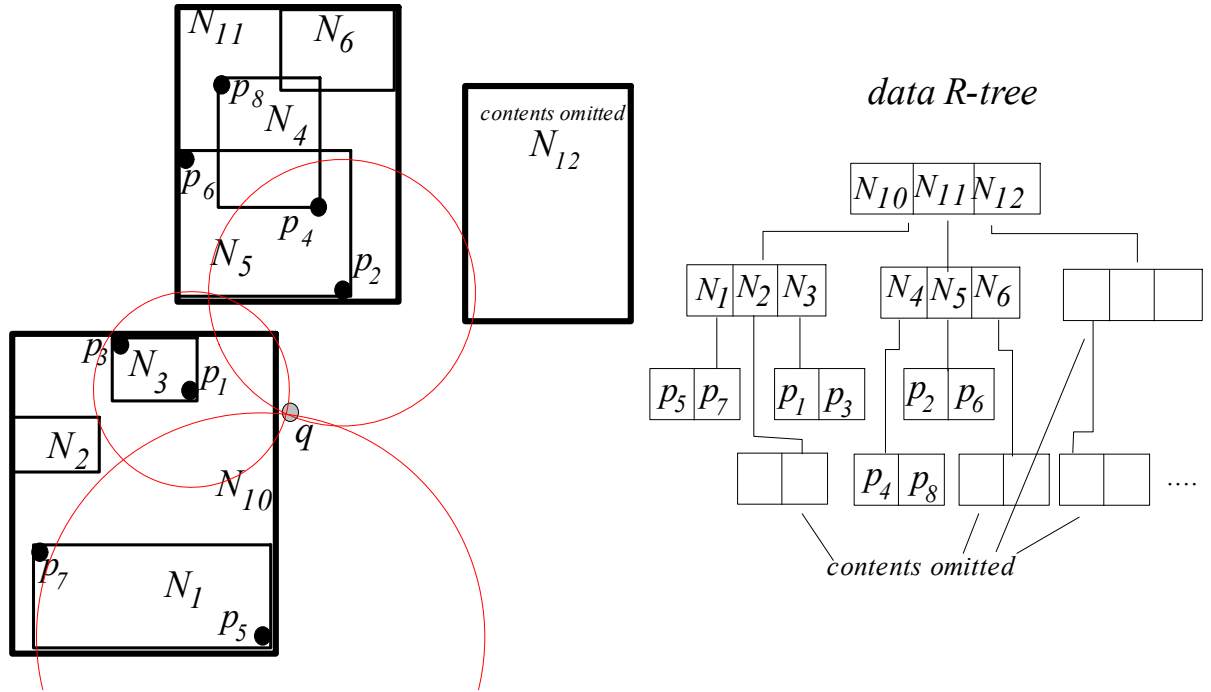 N11
N6
p8
N4
p6
p4
N5
p2
contents omitted
N12
p3
N3
p1
q
N2
N10
p7
N1
p5
data R-tree
N10 N11 N12
N1 N2 N3 N4 N5 N6
p5 p7 p1 p3 p2 p6
p4 p8 ....
contents omitted